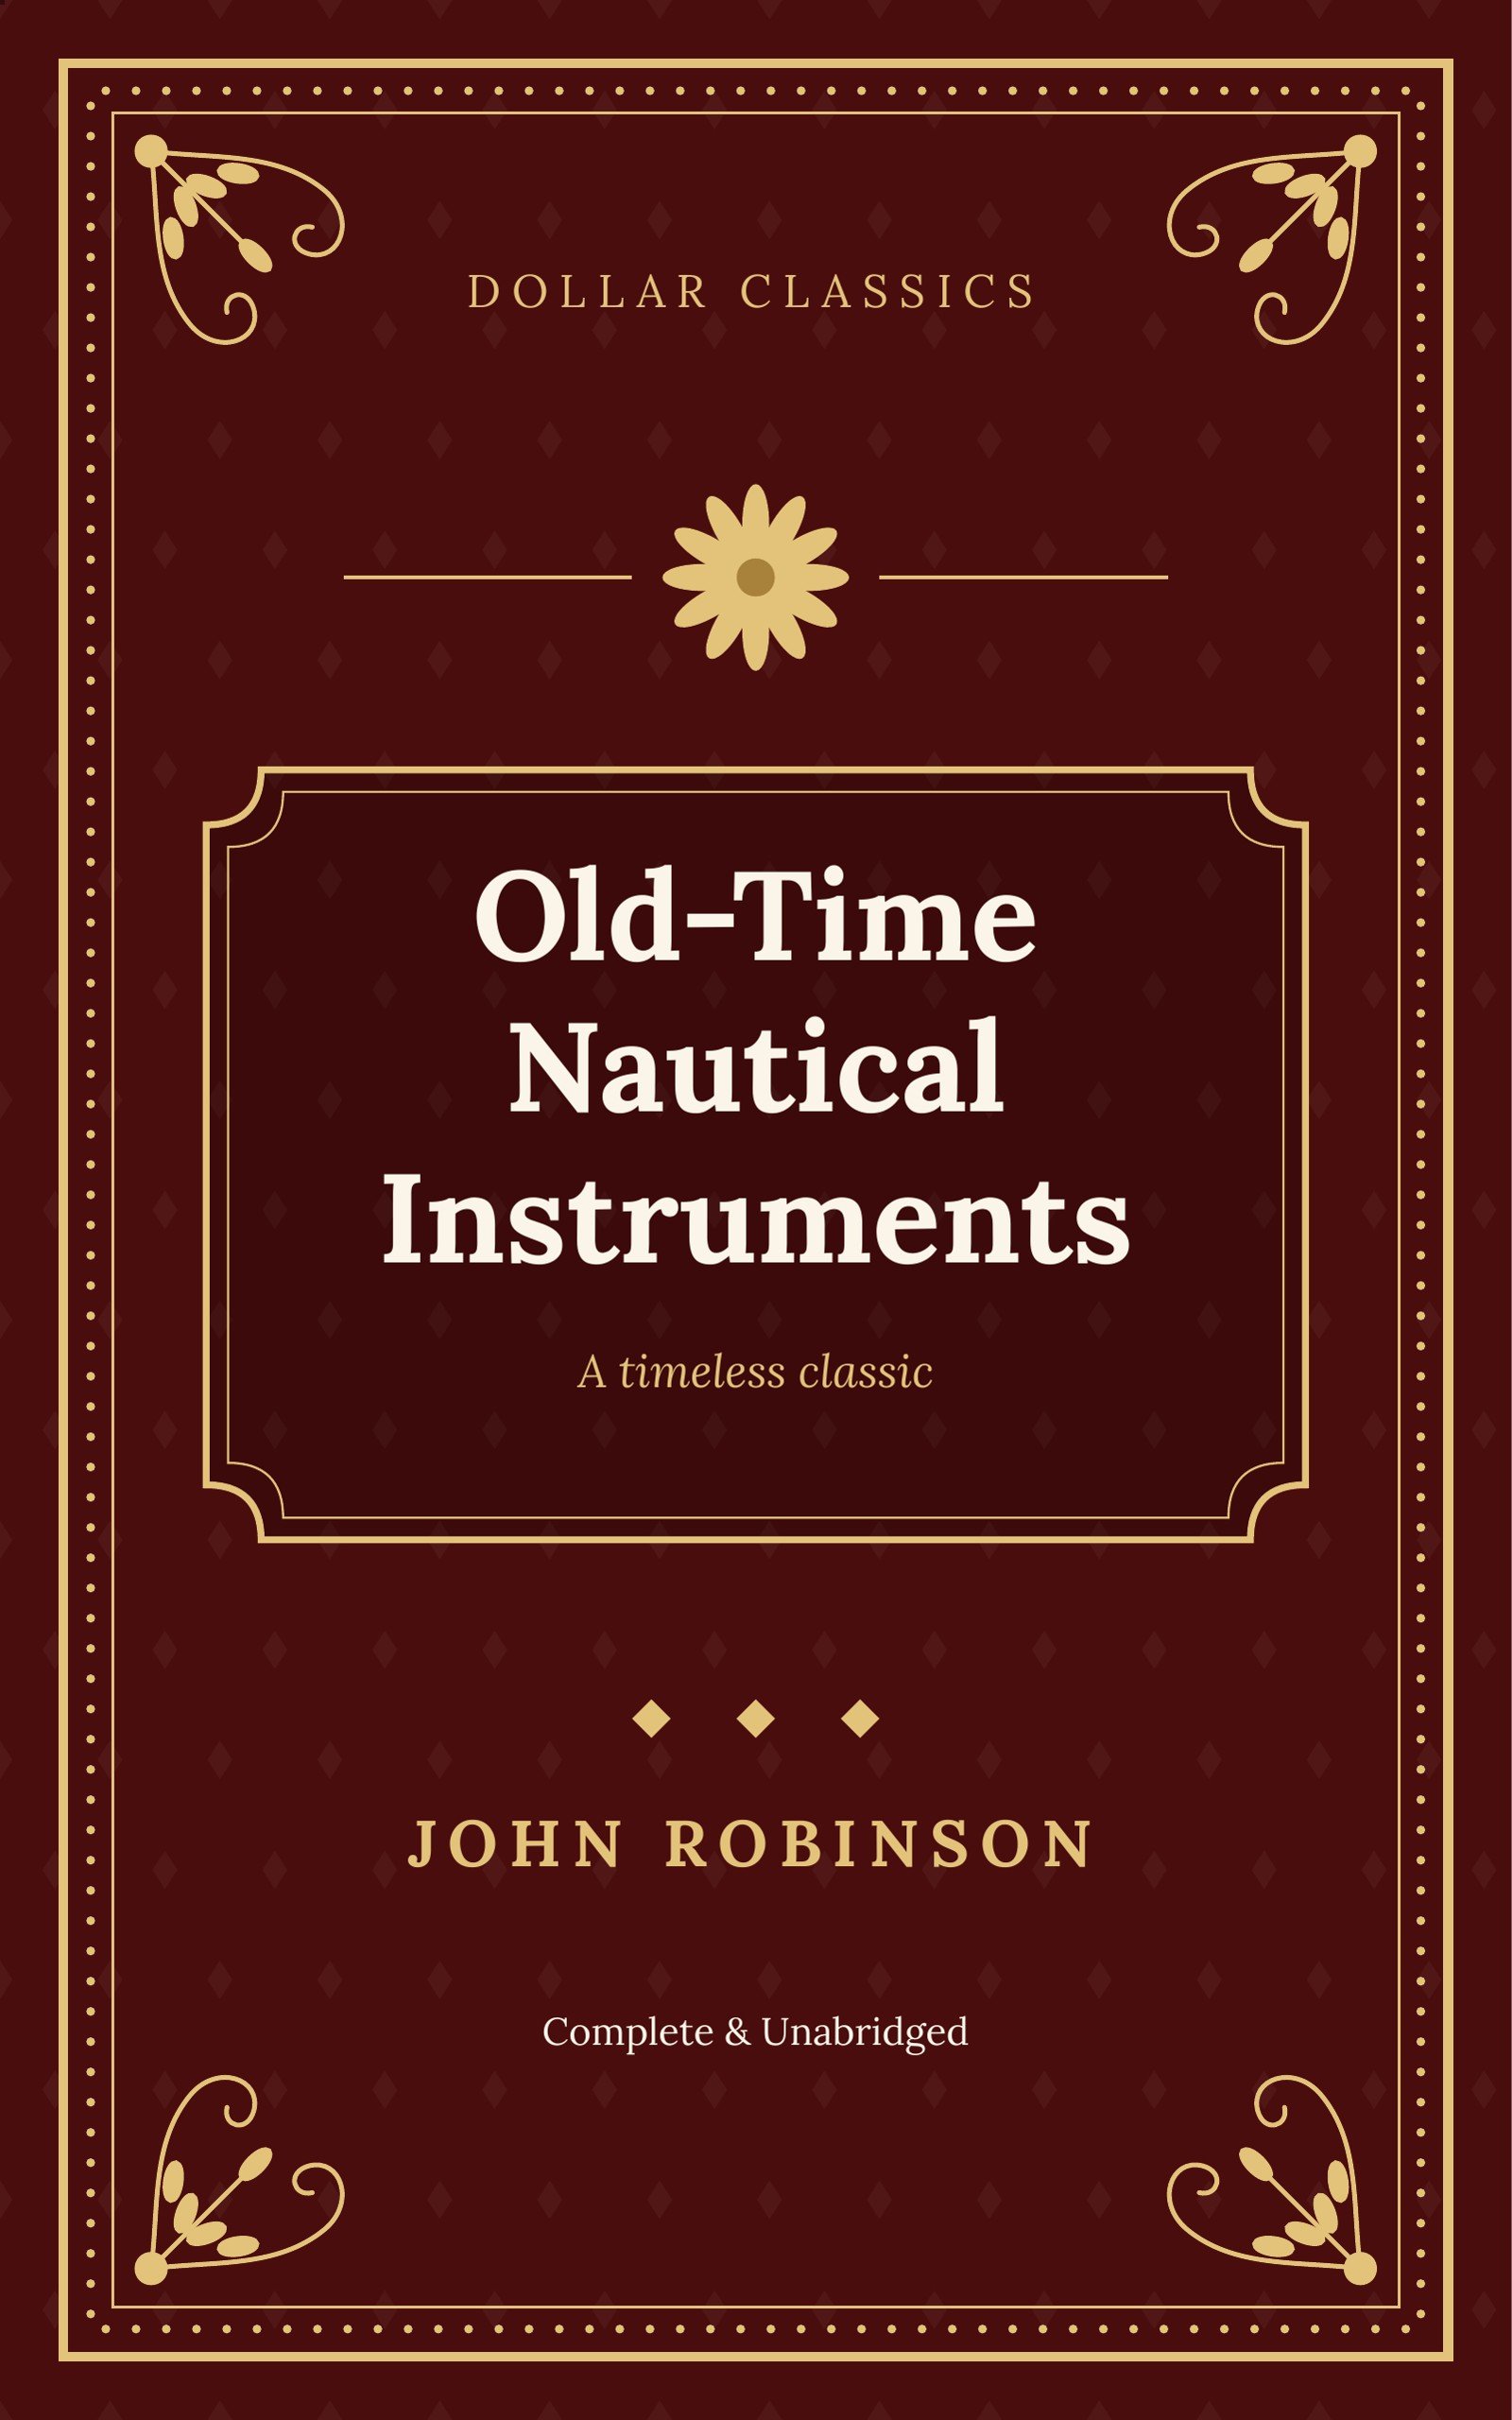 DOLLAR CLASSICS
Old-Time
Nautical
Instruments
A timeless classic
JOHN ROBINSON
Complete & Unabridged